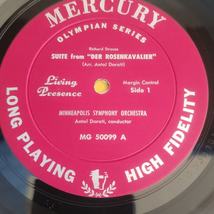 MERCURY
OLYMPIAN SERIES
Richard Strauss
SUITE from "DER ROSENKAVALIER"
(Arr. Antal Dorati)
Living
Presence
Margin Control
Side 1
MINNEAPOLIS SYMPHONY ORCHESTRA
Antal Dorati, conductor
MG 50099 A
LONG PLAYING
HIGH FIDELITY